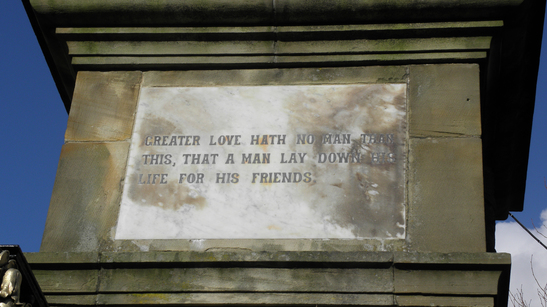 GREATER LOVE HATH NO MAN THAN
THIS, THAT A MAN LAY DOWN HIS
LIFE FOR HIS FRIENDS.